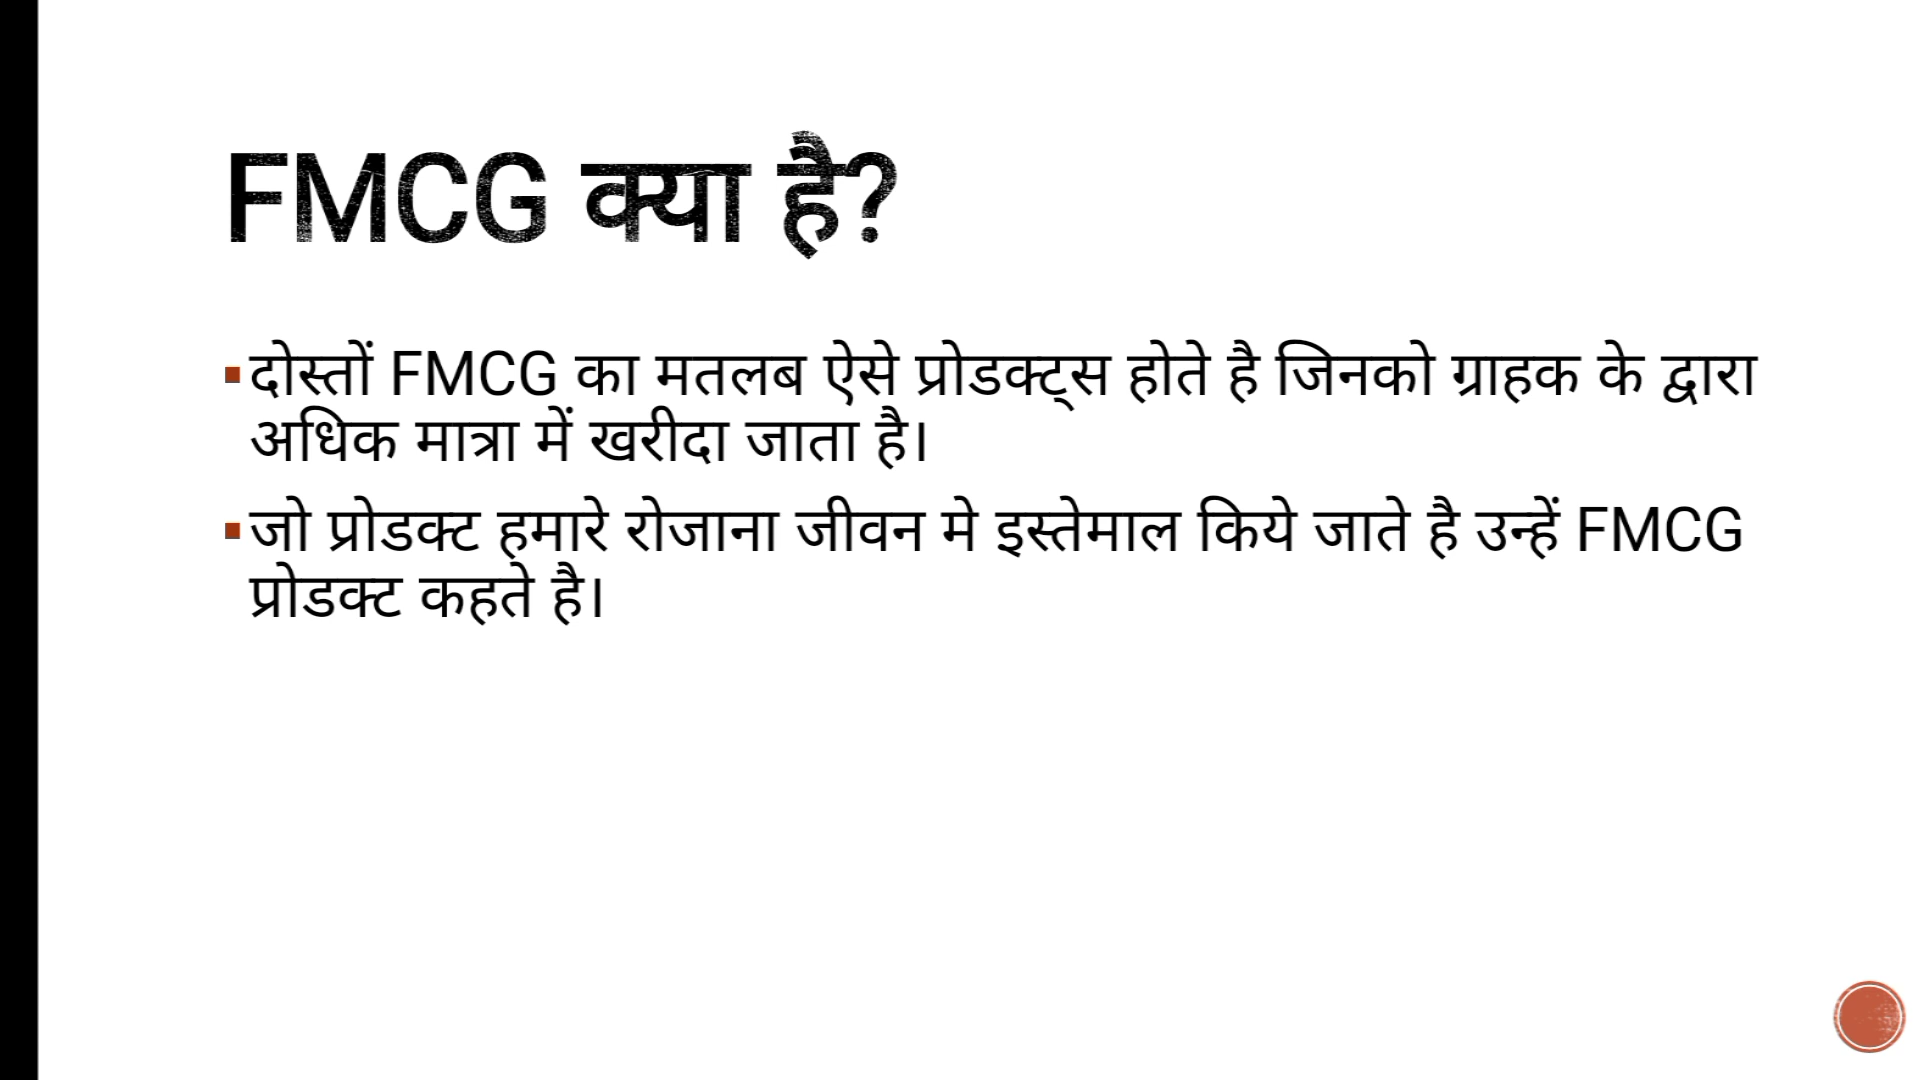 FMCG क्या है?
दोस्तों FMCG का मतलब ऐसे प्रोडक्ट्स होते है जिनको ग्राहक के द्वारा
अधिक मात्रा में खरीदा जाता है।
जो प्रोडक्ट हमारे रोजाना जीवन मे इस्तेमाल किये जाते है उन्हें FMCG
प्रोडक्ट कहते है।